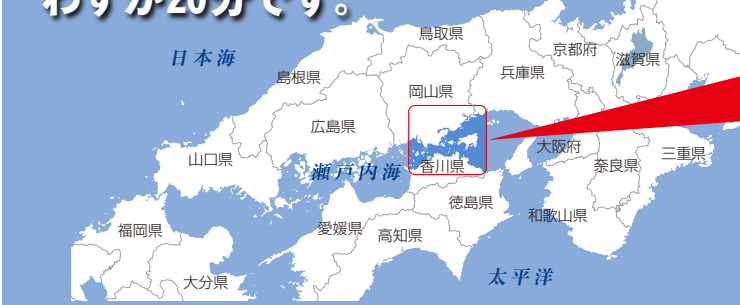 わずか20分です。
鳥取県
京都府
日本海
滋賀県
島根県
兵庫県
岡山県
広島県
大阪府
山口県
三重県
瀬戸内海
香川県
奈良県
徳島県
和歌山県
福岡県
愛媛県
高知県
太平洋
大分県